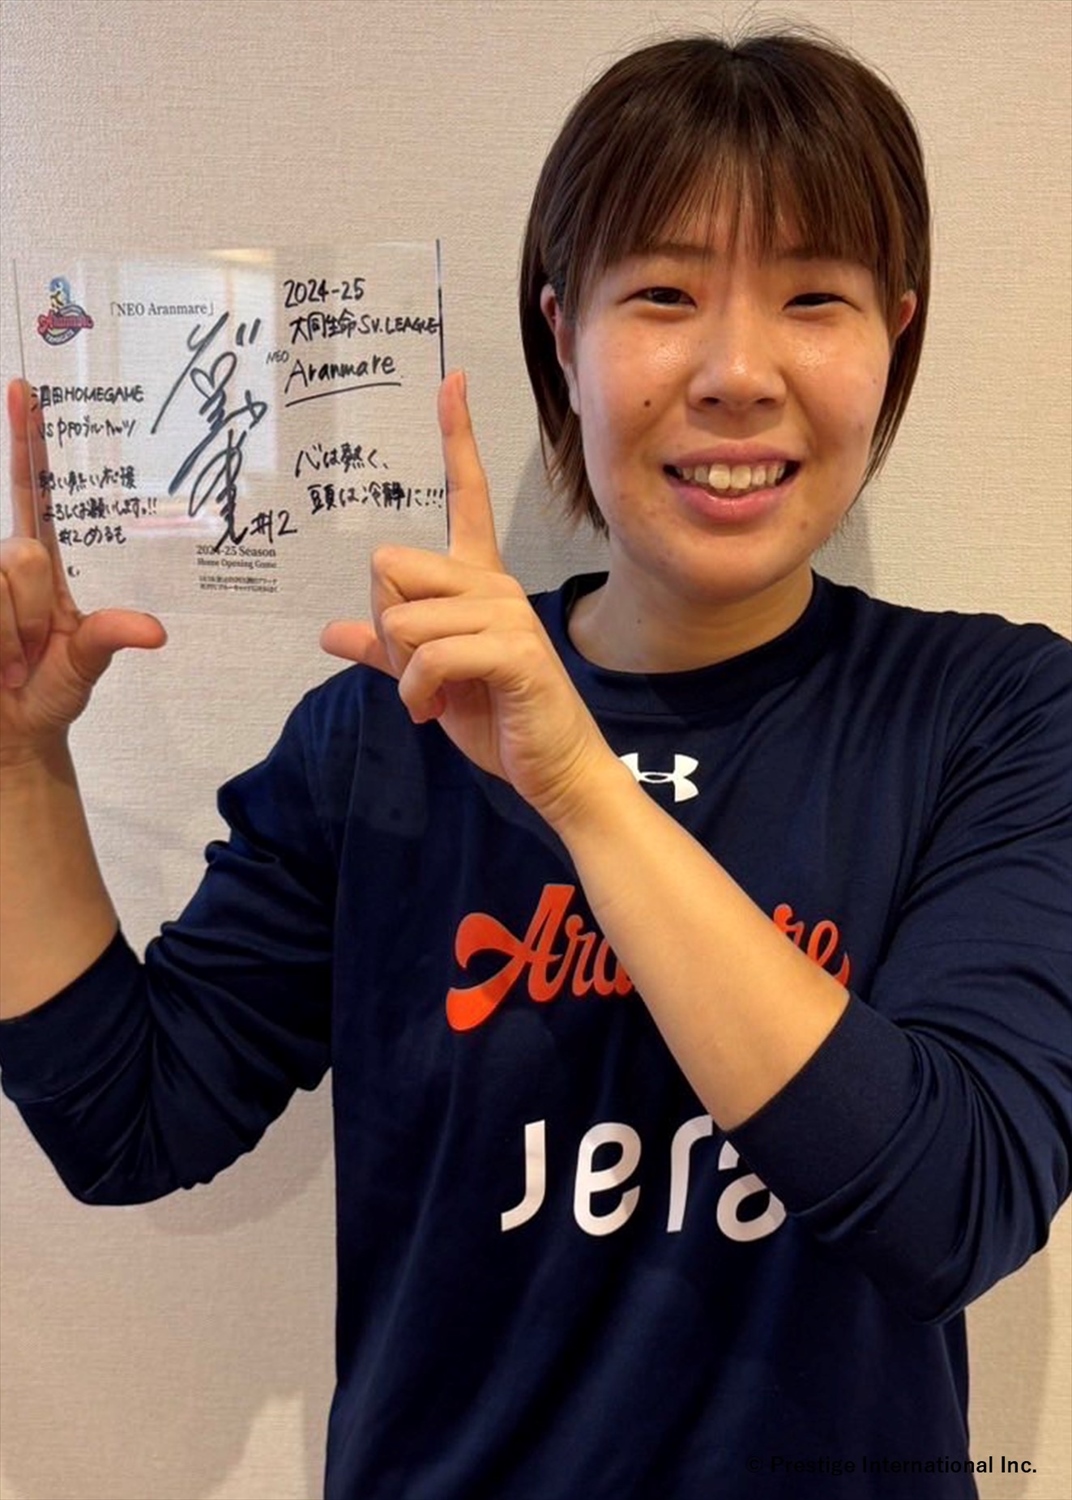 Aranmare
「NEO Aranmare」
2024-25
大同生命SV.LEAGUE
NEO
Aranmare
酒田HOMEGAME
VS PFUブルーキャッツ
熱い熱い応援
よろしくお願いします。!!
#12 めるも
心は熱く、
頭は冷静に!!!
#12
2024-25 Season
Home Opening Game
jera
© Prestige International Inc.